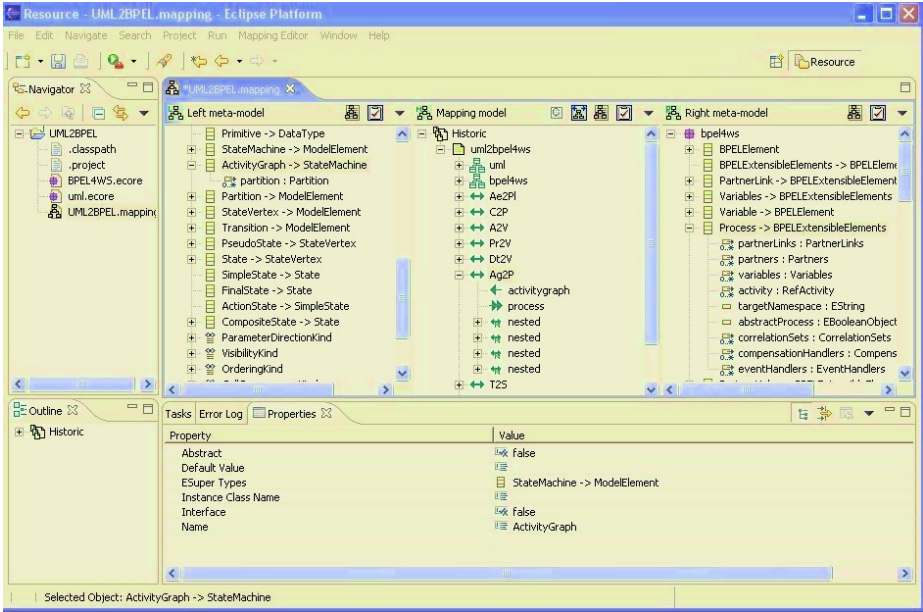 Resource - UML2BPEL.mapping - Eclipse Platform
File Edit Navigate Search Project Run Mapping Editor Window Help
Resource
Navigator
UML2BPEL
.classpath
.project
BPEL4WS.ecore
uml.ecore
UML2BPEL.mapping
*UML2BPEL.mapping
Left meta-model
Primitive -> DataType
StateMachine -> ModelElement
ActivityGraph -> StateMachine
partition : Partition
Partition -> ModelElement
StateVertex -> ModelElement
Transition -> ModelElement
PseudoState -> StateVertex
State -> StateVertex
SimpleState -> State
FinalState -> State
ActionState -> SimpleState
CompositeState -> State
ParameterDirectionKind
VisibilityKind
OrderingKind
Mapping model
Historic
uml2bpel4ws
uml
bpel4ws
Ae2Pl
C2P
A2V
Pr2V
Dt2V
Ag2P
activitygraph
process
nested
nested
nested
nested
T2S
Right meta-model
bpel4ws
BPELElement
BPELExtensibleElements -> BPELEleme
PartnerLink -> BPELExtensibleElement
Variables -> BPELExtensibleElements
Variable -> BPELElement
Process -> BPELExtensibleElements
partnerLinks : PartnerLinks
partners : Partners
variables : Variables
activity : RefActivity
targetNamespace : EString
abstractProcess : EBooleanObject
correlationSets : CorrelationSets
compensationHandlers : Compens
eventHandlers : EventHandlers
Outline
Historic
Tasks Error Log Properties
Property Value
Abstract false
Default Value
ESuper Types StateMachine -> ModelElement
Instance Class Name
Interface false
Name ActivityGraph
Selected Object: ActivityGraph -> StateMachine